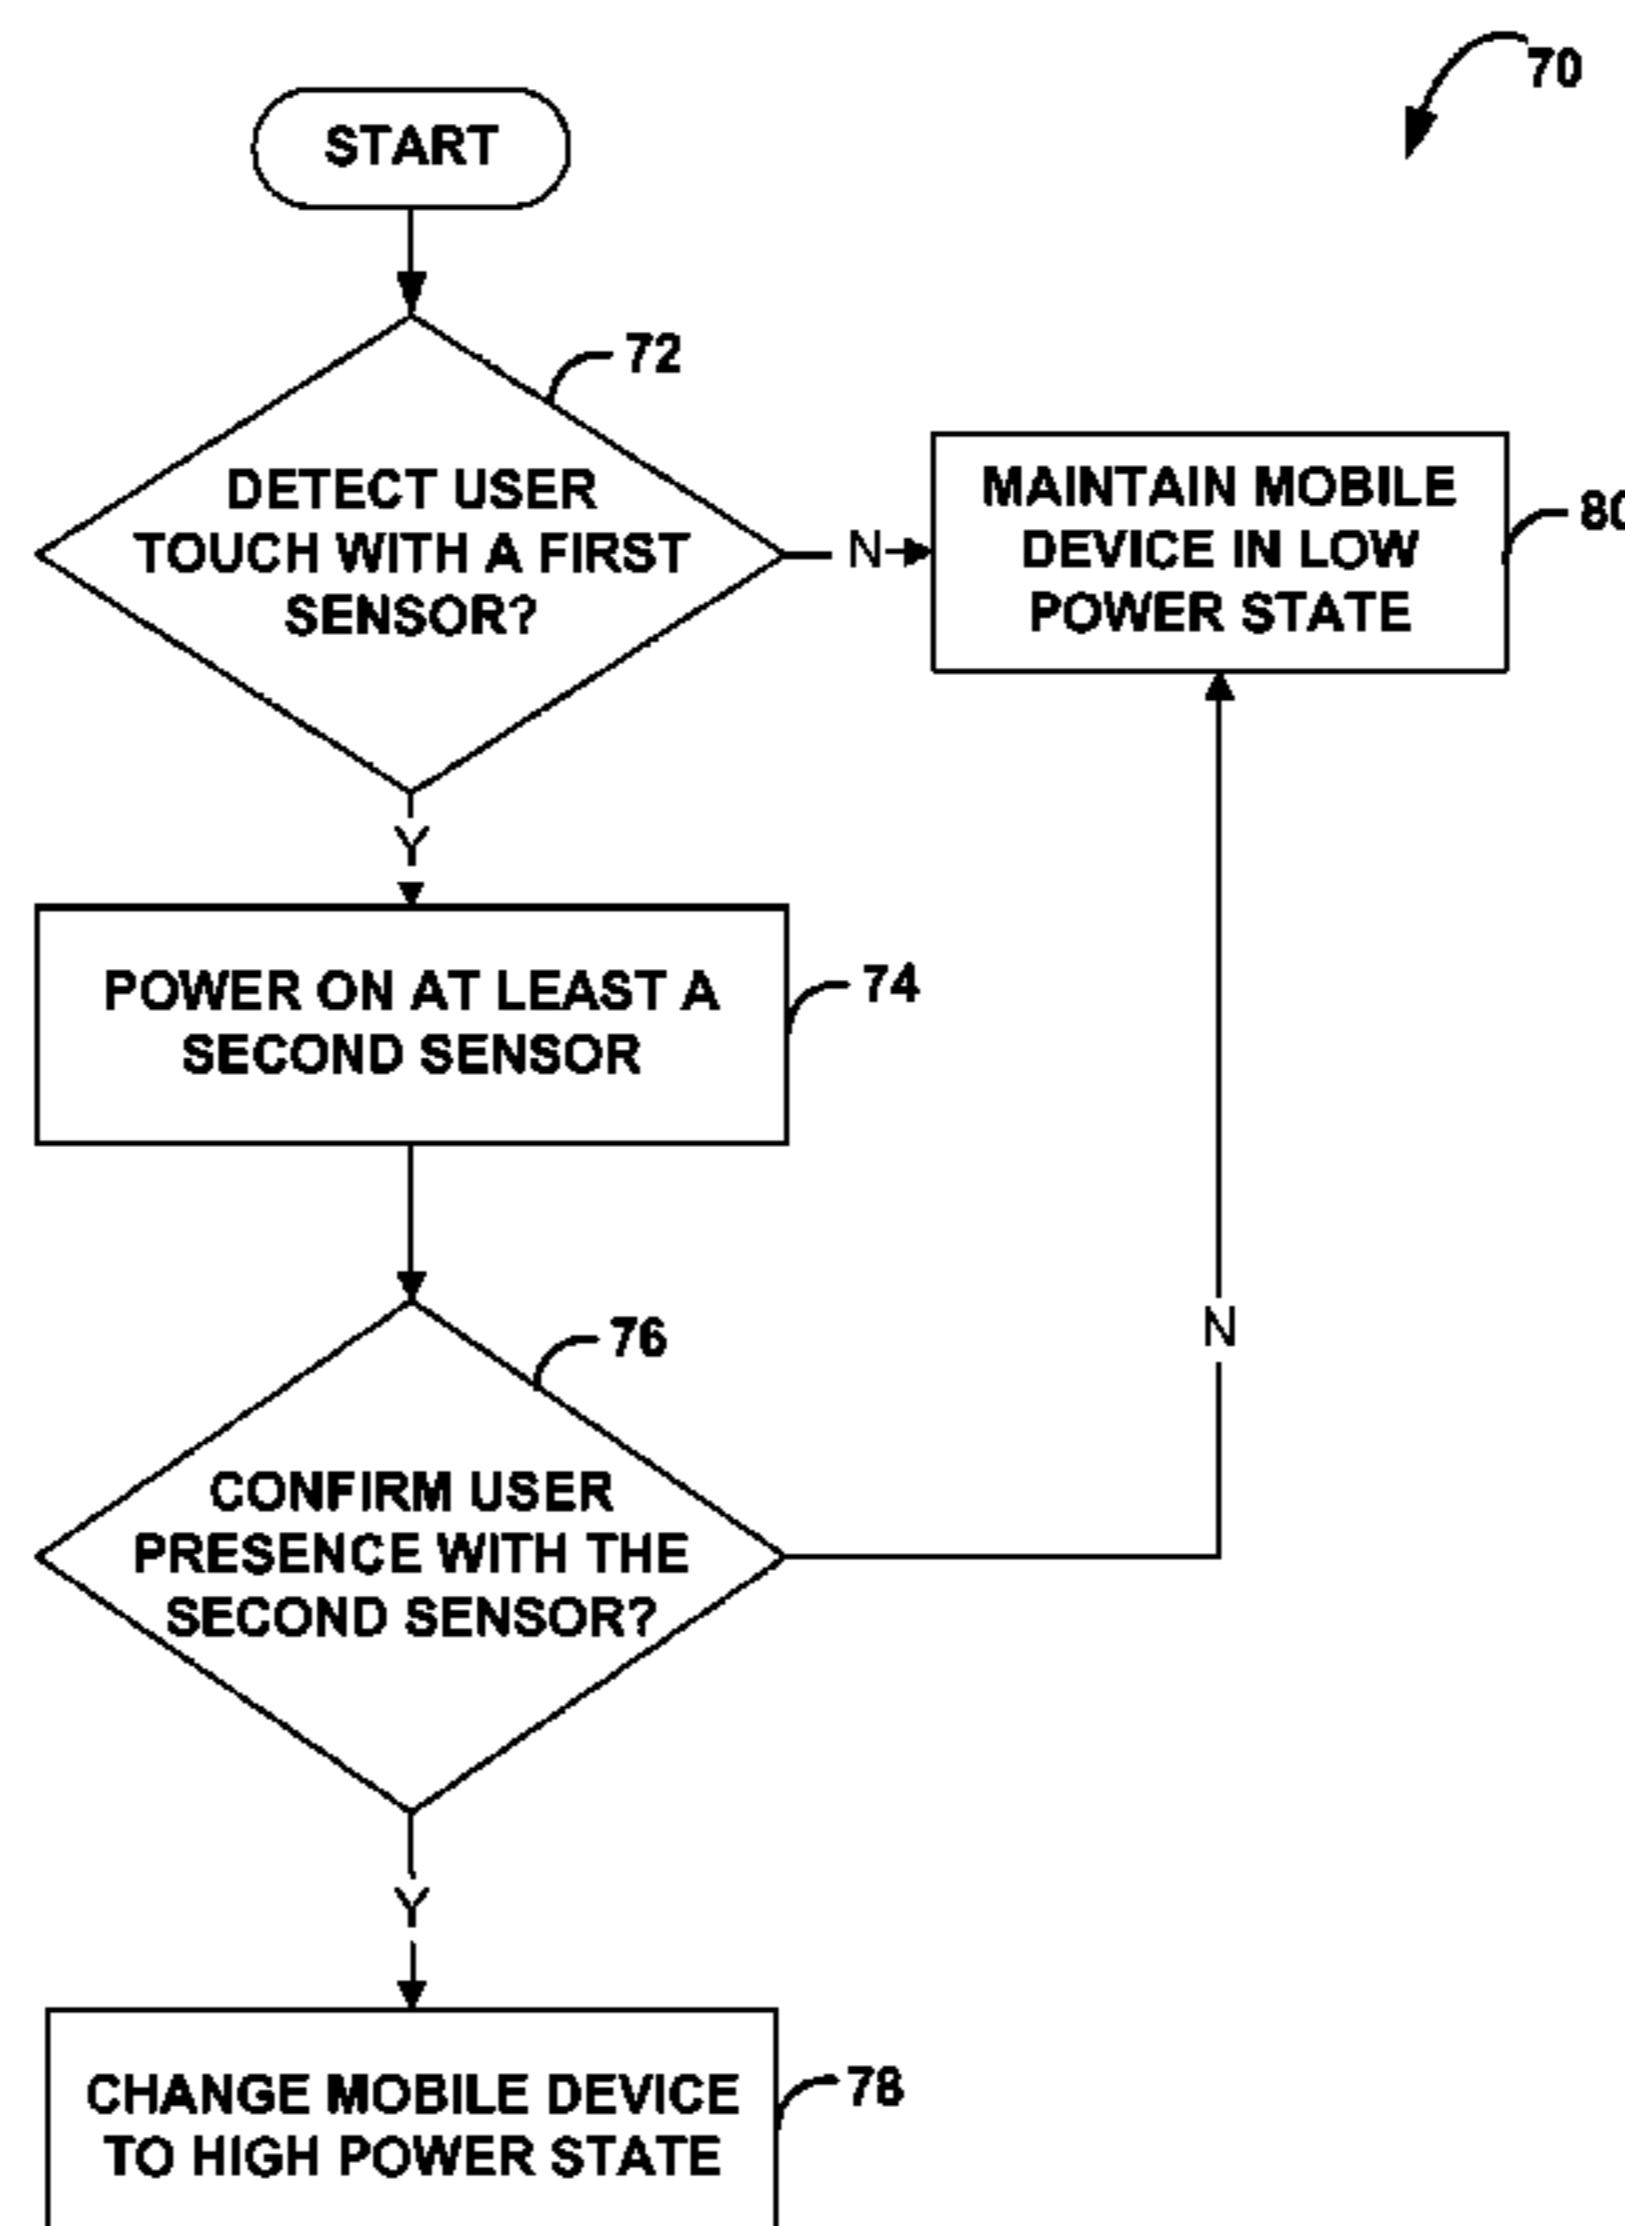 70
START
72
DETECT USER
TOUCH WITH A FIRST
SENSOR?
N
MAINTAIN MOBILE
DEVICE IN LOW
POWER STATE
80
Y
POWER ON AT LEAST A
SECOND SENSOR
74
76
CONFIRM USER
PRESENCE WITH THE
SECOND SENSOR?
N
Y
CHANGE MOBILE DEVICE
TO HIGH POWER STATE
78